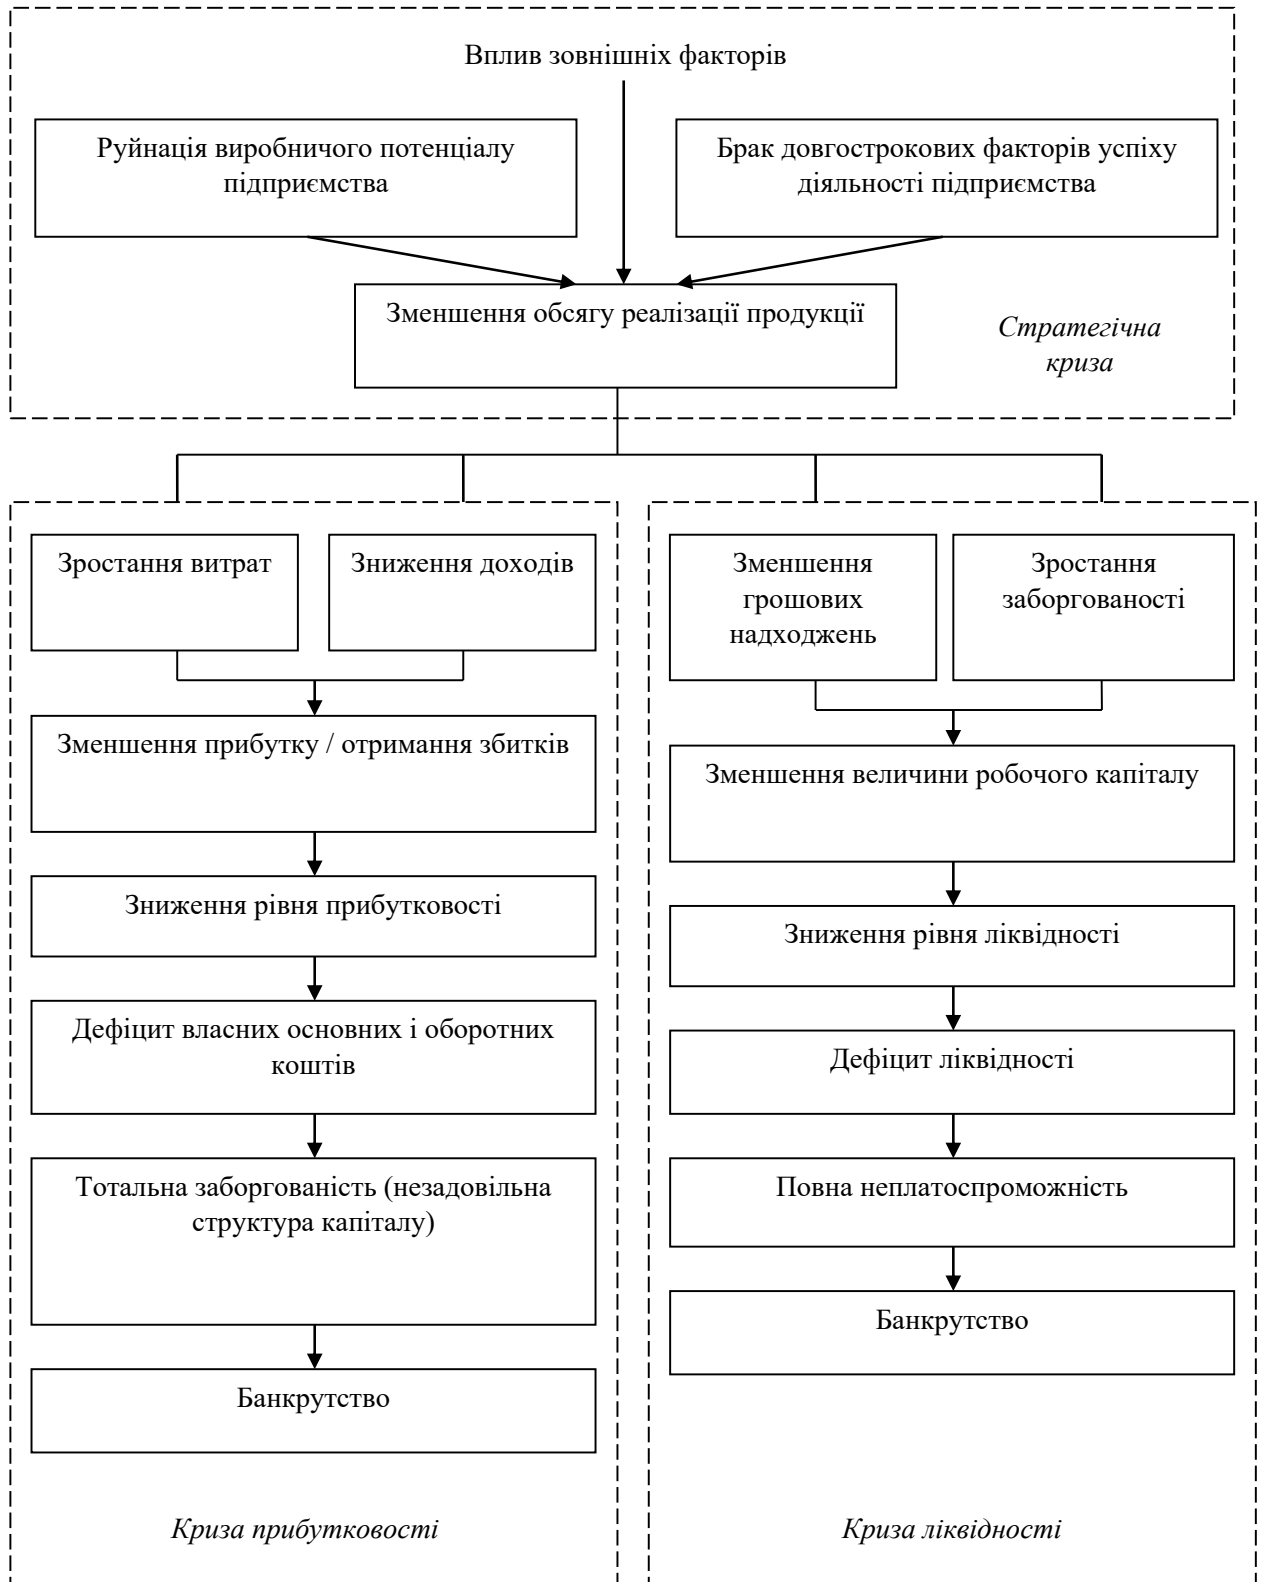 Вплив зовнішніх факторів
Руйнація виробничого потенціалу
підприємства
Брак довгострокових факторів успіху
діяльності підприємства
Зменшення обсягу реалізації продукції
Стратегічна
криза
Зростання витрат
Зниження доходів
Зменшення прибутку / отримання збитків
Зниження рівня прибутковості
Дефіцит власних основних і оборотних
коштів
Тотальна заборгованість (незадовільна
структура капіталу)
Банкрутство
Криза прибутковості
Зменшення
грошових
надходжень
Зростання
заборгованості
Зменшення величини робочого капіталу
Зниження рівня ліквідності
Дефіцит ліквідності
Повна неплатоспроможність
Банкрутство
Криза ліквідності